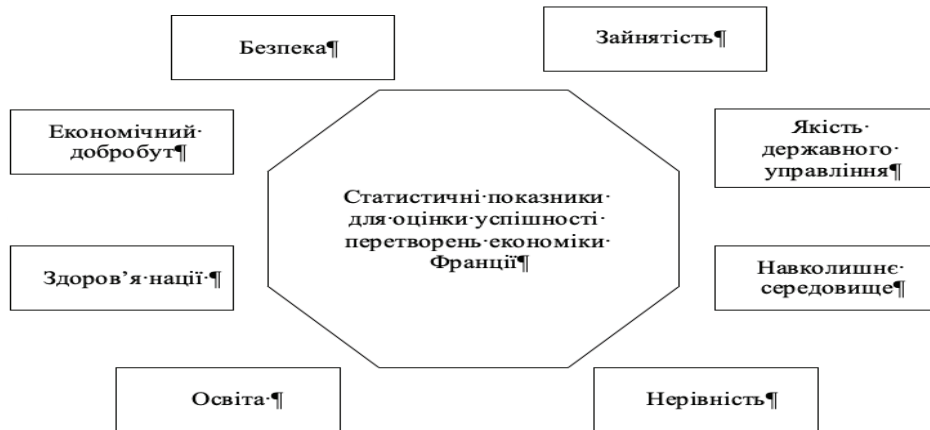 Безпека¶
Зайнятість¶
Економічний·
добробут¶
Якість·
державного·
управління¶
Статистичні·показники·
для·оцінки·успішності·
перетворень·економіки·
Франції¶
Здоров’я·нації·¶
Навколишнє·
середовище¶
Освіта·¶
Нерівність¶